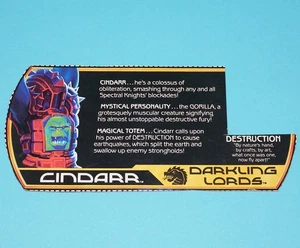 CINDARR...he's a colossus of
obliteration, smashing through any and all
Spectral Knights' blockades!
MYSTICAL PERSONALITY...the GORILLA, a
grotesquely muscular creature signifying
his almost unstoppable destructive fury!
MAGICAL TOTEM...Cindarr calls upon
his power of DESTRUCTION to cause
earthquakes, which split the earth and
swallow up enemy strongholds!
DESTRUCTION
"By nature's hand,
by crafts, by art,
what once was one,
now fly apart!"
CINDARR™
DARKLING
LORDS™